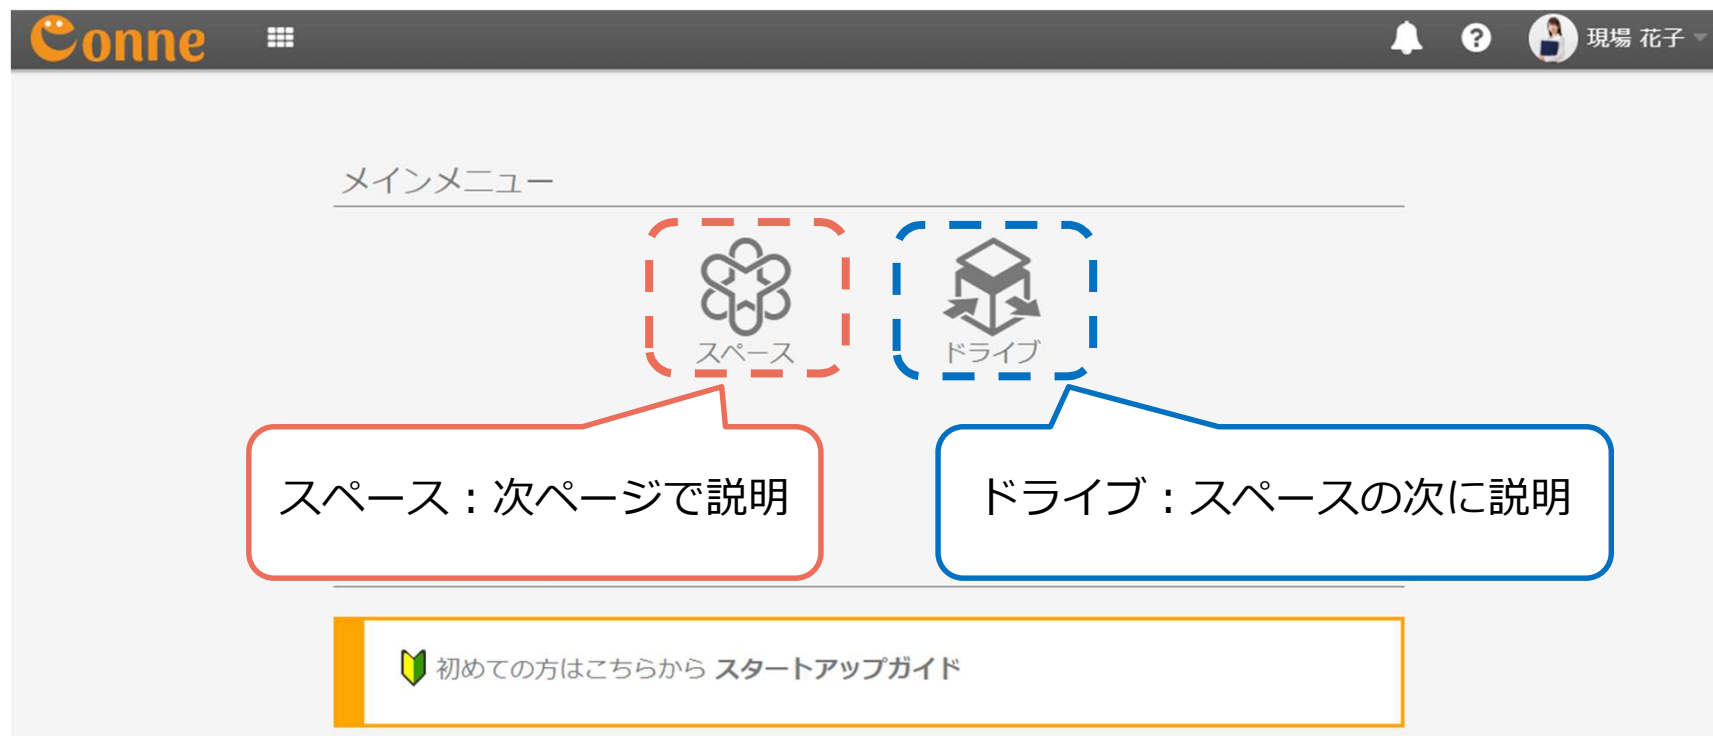 Conne
現場 花子
メインメニュー
スペース
ドライブ
スペース：次ページで説明
ドライブ：スペースの次に説明
初めての方はこちらから スタートアップガイド